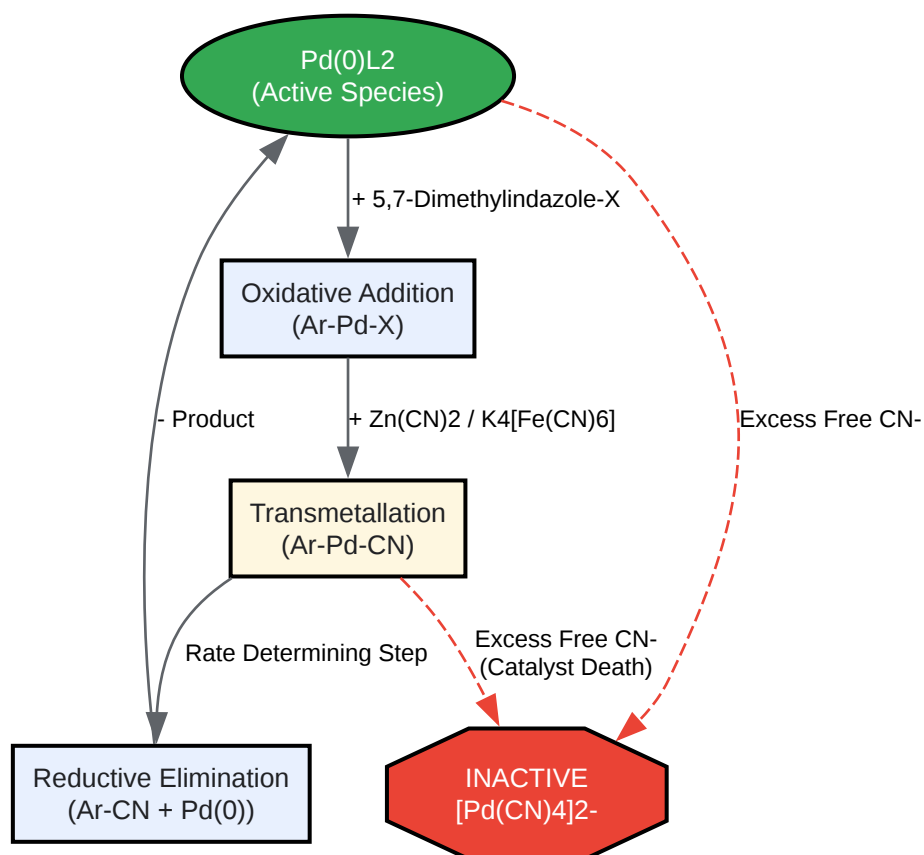 Pd(0)L2
(Active Species)
+ 5,7-Dimethylindazole-X
Oxidative Addition
(Ar-Pd-X)
- Product
+ Zn(CN)2 / K4[Fe(CN)6]
Excess Free CN-
Transmetallation
(Ar-Pd-CN)
Rate Determining Step
Excess Free CN-
(Catalyst Death)
Reductive Elimination
(Ar-CN + Pd(0))
INACTIVE
[Pd(CN)4]2-